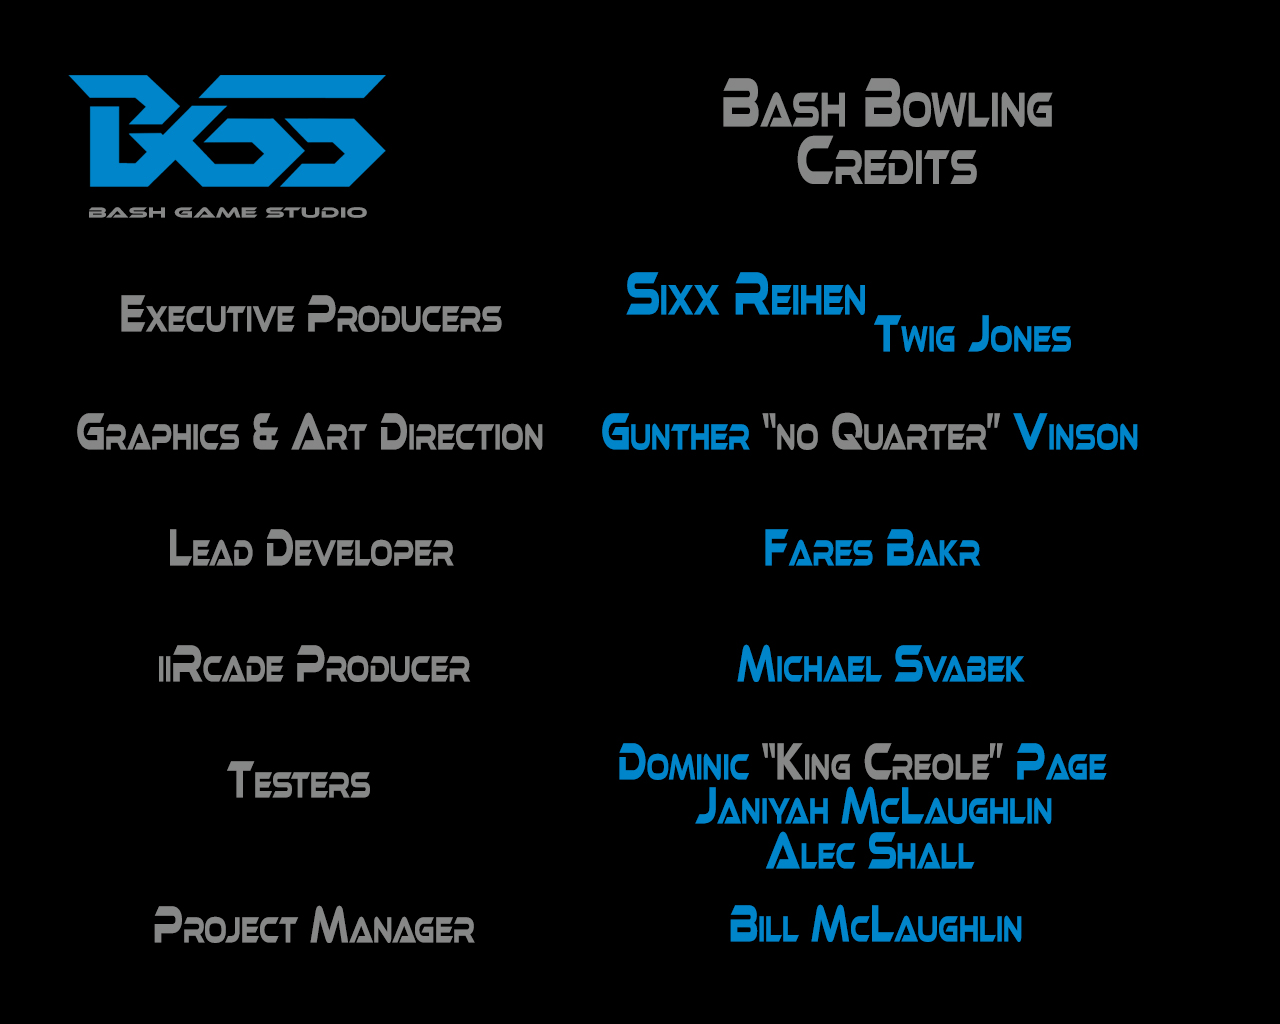 BGS
BASH GAME STUDIO
Bash Bowling
Credits
Executive Producers
Sixx Reihen
Twig Jones
Graphics & Art Direction
Gunther "no Quarter" Vinson
Lead Developer
Fares Bakr
iiRcade Producer
Michael Svabek
Testers
Dominic "King Creole" Page
Janiyah McLaughlin
Alec Shall
Project Manager
Bill McLaughlin